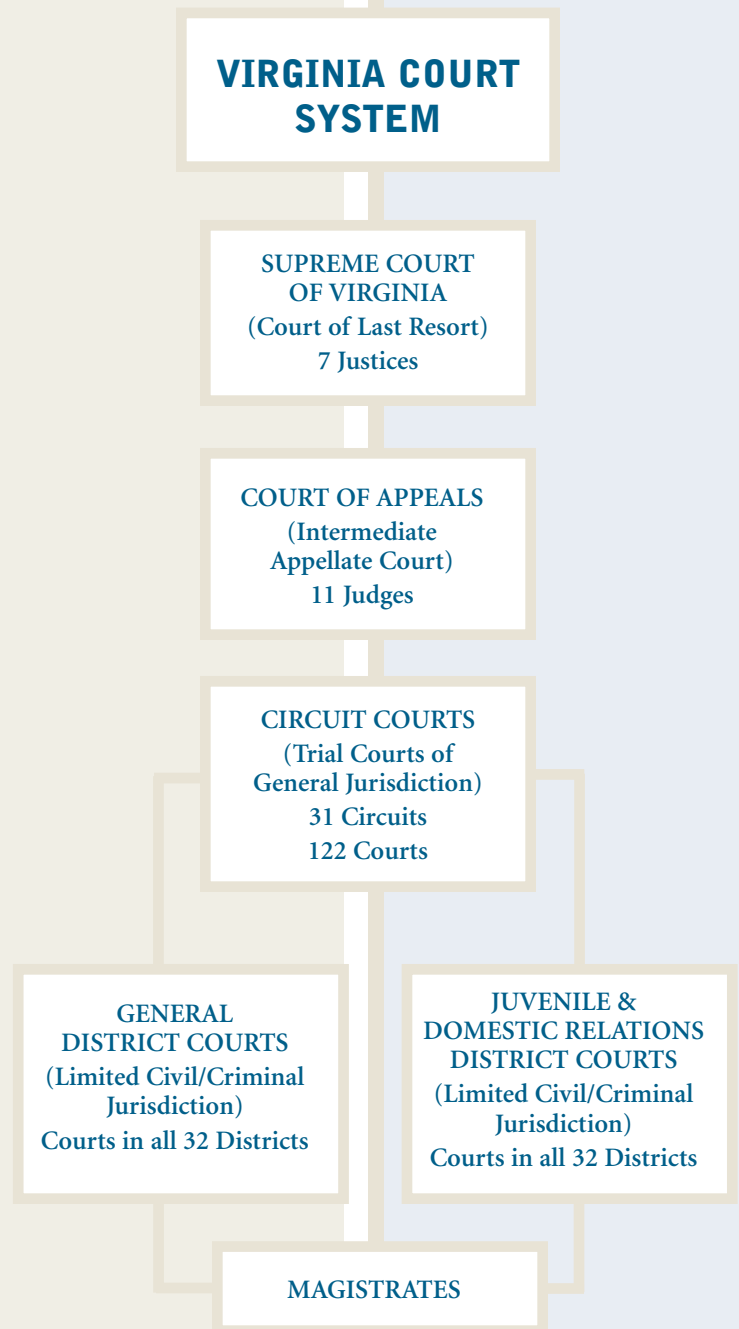 VIRGINIA COURT
SYSTEM
SUPREME COURT
OF VIRGINIA
(Court of Last Resort)
7 Justices
COURT OF APPEALS
(Intermediate
Appellate Court)
11 Judges
CIRCUIT COURTS
(Trial Courts of
General Jurisdiction)
31 Circuits
122 Courts
GENERAL
DISTRICT COURTS
(Limited Civil/Criminal
Jurisdiction)
Courts in all 32 Districts
JUVENILE &
DOMESTIC RELATIONS
DISTRICT COURTS
(Limited Civil/Criminal
Jurisdiction)
Courts in all 32 Districts
MAGISTRATES